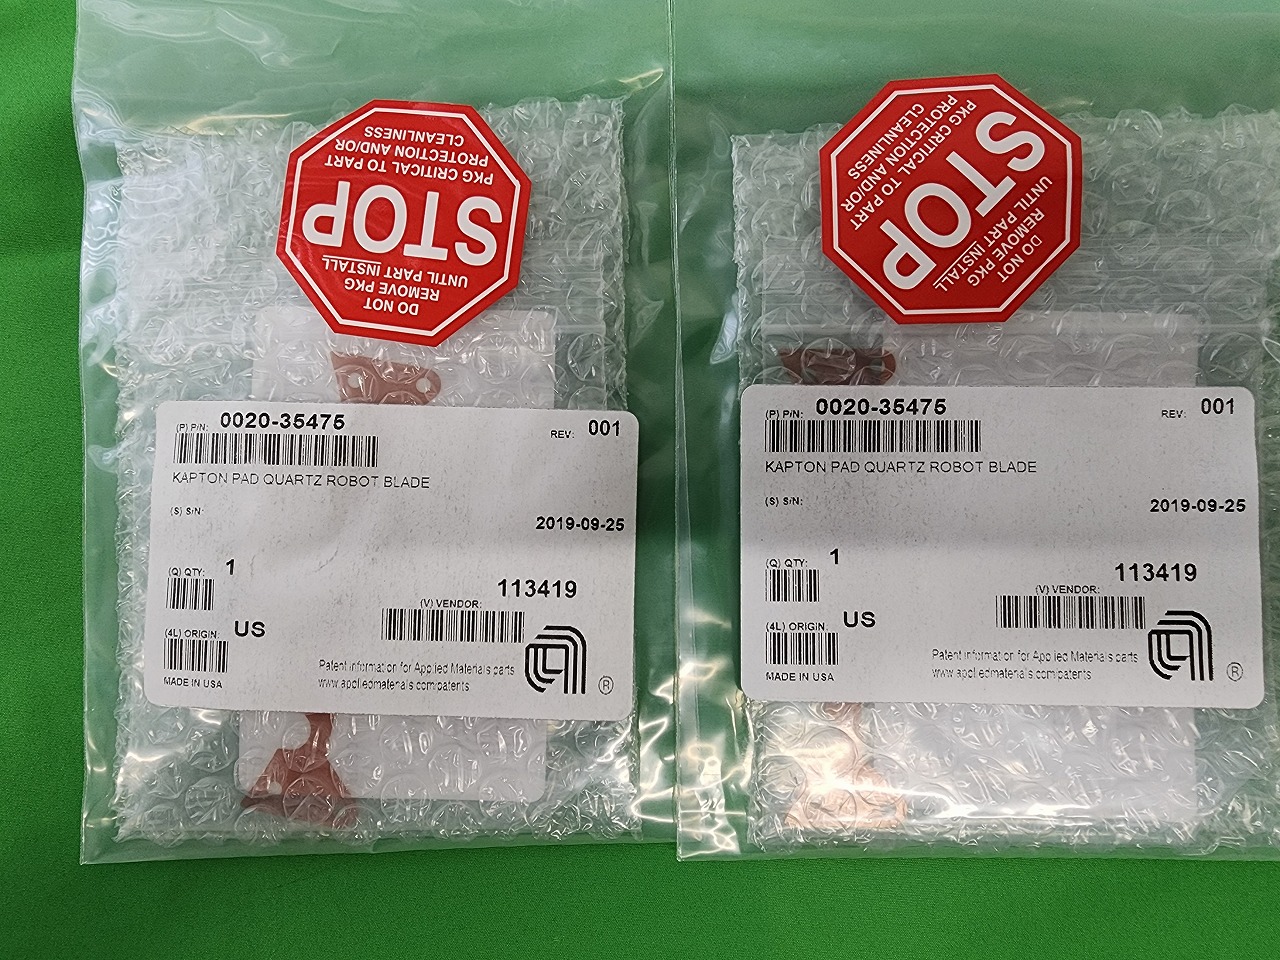 STOP
DO NOT
REMOVE PKG
UNTIL PART INSTALL
PKG CRITICAL TO PART
PROTECTION AND/OR
CLEANLINESS
(P) P/N: 0020-35475
REV: 001
KAPTON PAD QUARTZ ROBOT BLADE
(S) S/N:
2019-09-25
(Q) QTY: 1
113419
(V) VENDOR:
(4L) ORIGIN: US
MADE IN USA
Patent information for Applied Materials parts
www.appliedmaterials.com/patents
®
DO NOT
REMOVE PKG
UNTIL PART INSTALL
STOP
PKG CRITICAL TO PART
PROTECTION AND/OR
CLEANLINESS
(P) P/N: 0020-35475
REV: 001
KAPTON PAD QUARTZ ROBOT BLADE
(S) S/N:
2019-09-25
(Q) QTY: 1
113419
(V) VENDOR:
(4L) ORIGIN: US
MADE IN USA
Patent information for Applied Materials parts
www.appliedmaterials.com/patents
®